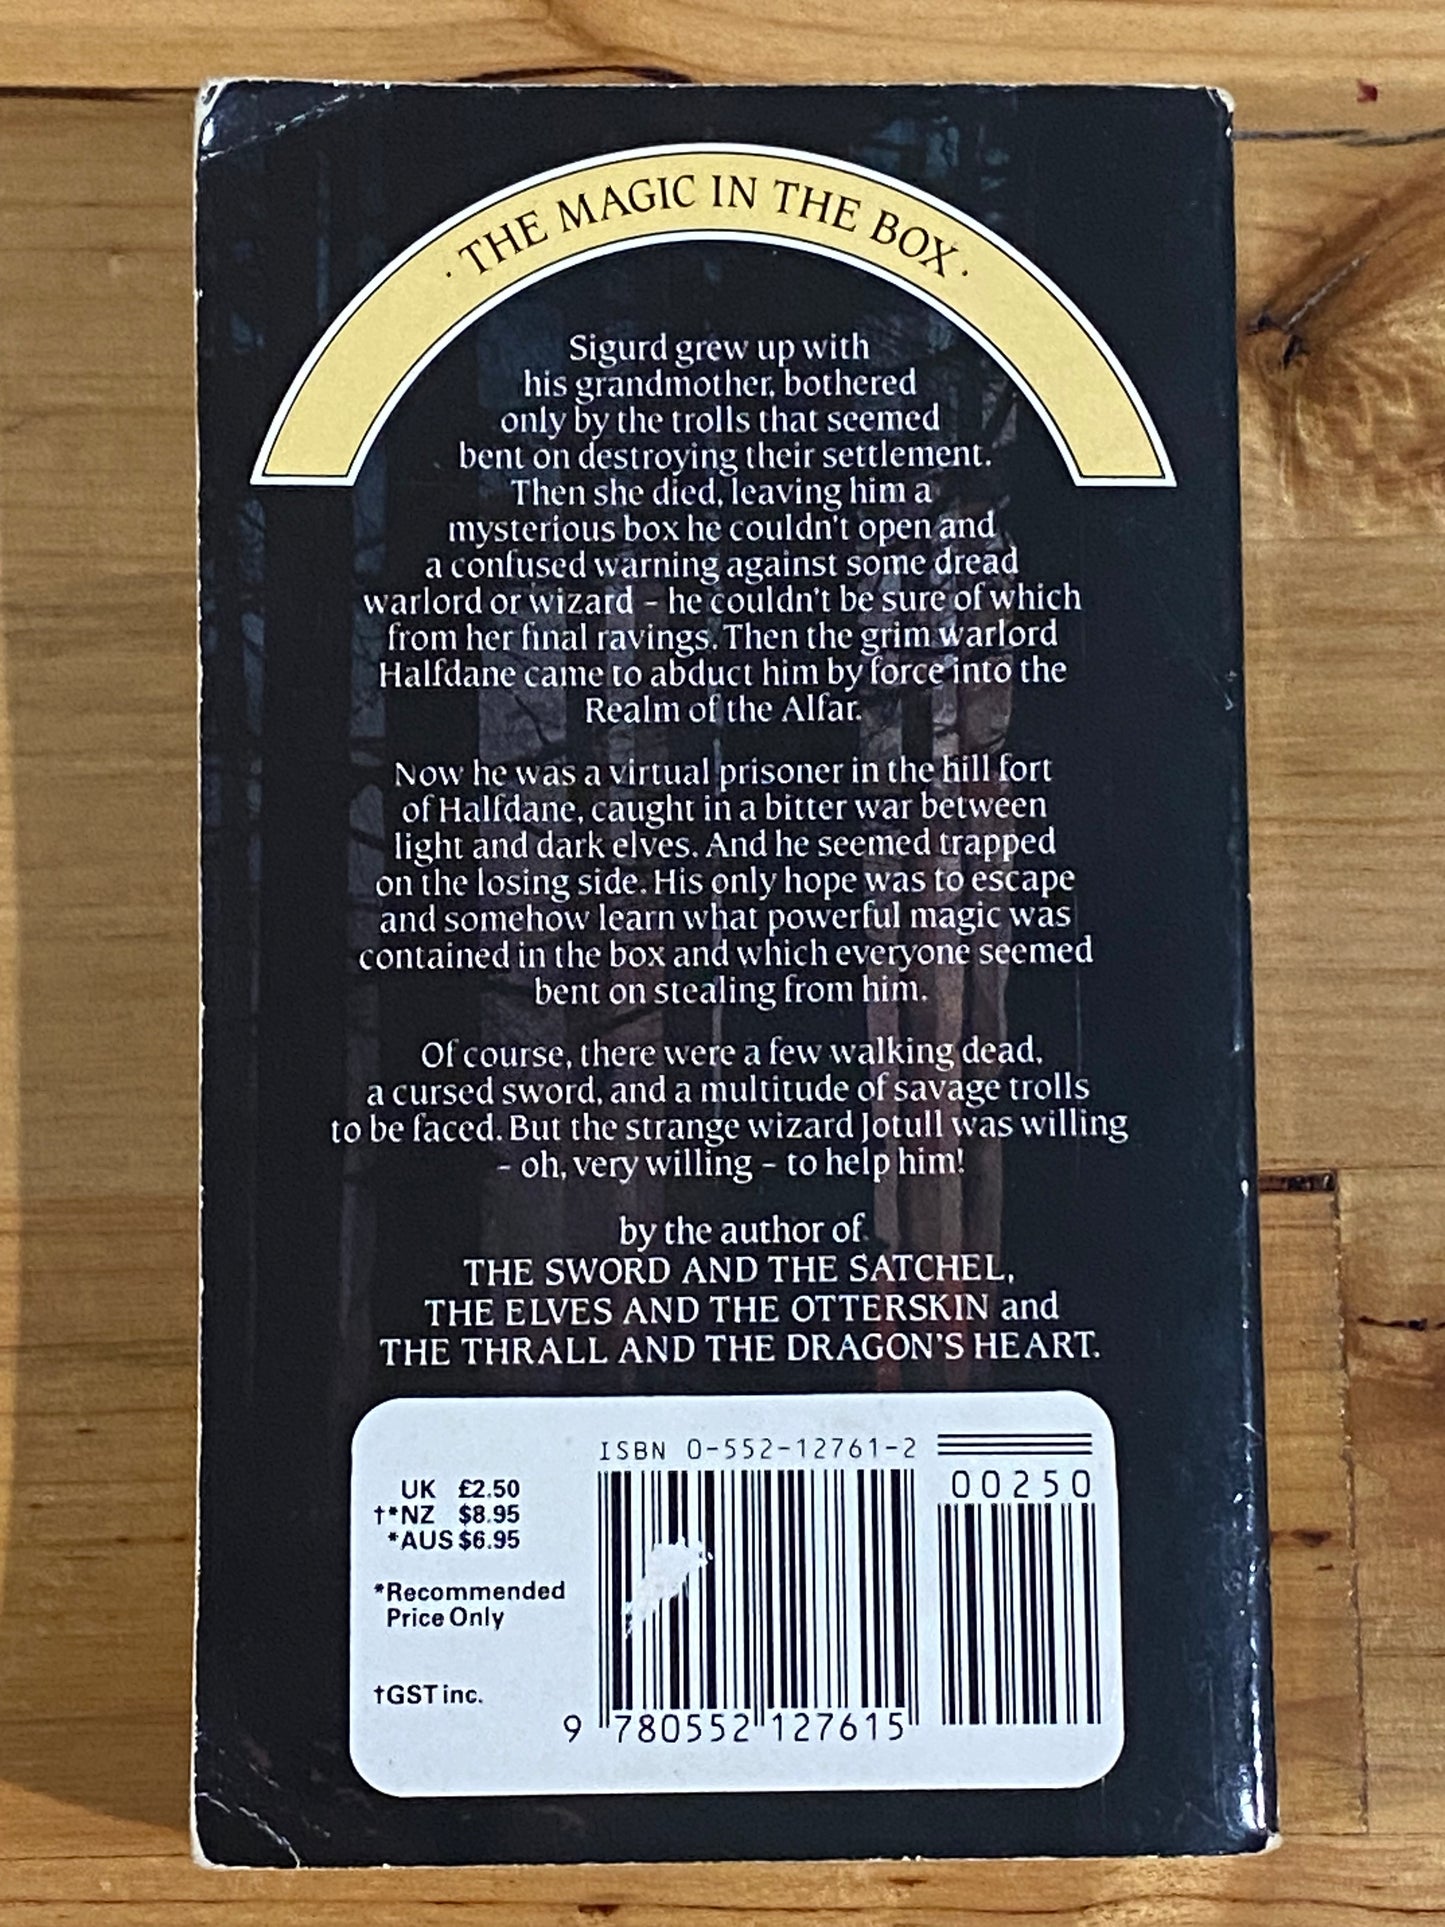 · THE MAGIC IN THE BOX ·
Sigurd grew up with
his grandmother, bothered
only by the trolls that seemed
bent on destroying their settlement.
Then she died, leaving him a
mysterious box he couldn't open and
a confused warning against some dread
warlord or wizard – he couldn't be sure of which
from her final ravings. Then the grim warlord
Halfdane came to abduct him by force into the
Realm of the Alfar.
Now he was a virtual prisoner in the hill fort
of Halfdane, caught in a bitter war between
light and dark elves. And he seemed trapped
on the losing side. His only hope was to escape
and somehow learn what powerful magic was
contained in the box and which everyone seemed
bent on stealing from him.
Of course, there were a few walking dead,
a cursed sword, and a multitude of savage trolls
to be faced. But the strange wizard Jotull was willing
– oh, very willing – to help him!
by the author of
THE SWORD AND THE SATCHEL,
THE ELVES AND THE OTTERSKIN and
THE THRALL AND THE DRAGON'S HEART.
ISBN 0-552-12761-2
00250
UK £2.50
†*NZ $8.95
*AUS $6.95
*Recommended
Price Only
†GST inc.
9 780552 127615